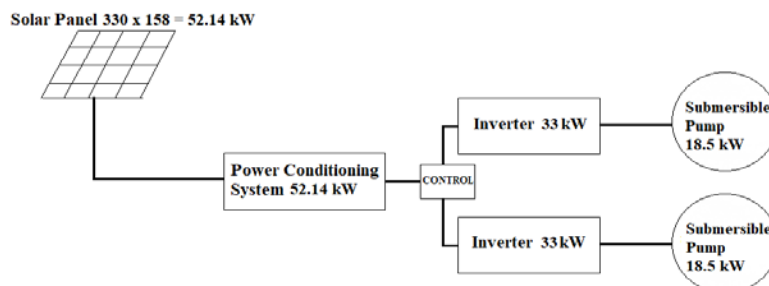 Solar Panel 330 x 158 = 52.14 kW
Submersible
Pump
18.5 kW
Inverter 33 kW
Power Conditioning
System 52.14 kW
CONTROL
Inverter 33 kW
Submersible
Pump
18.5 kW